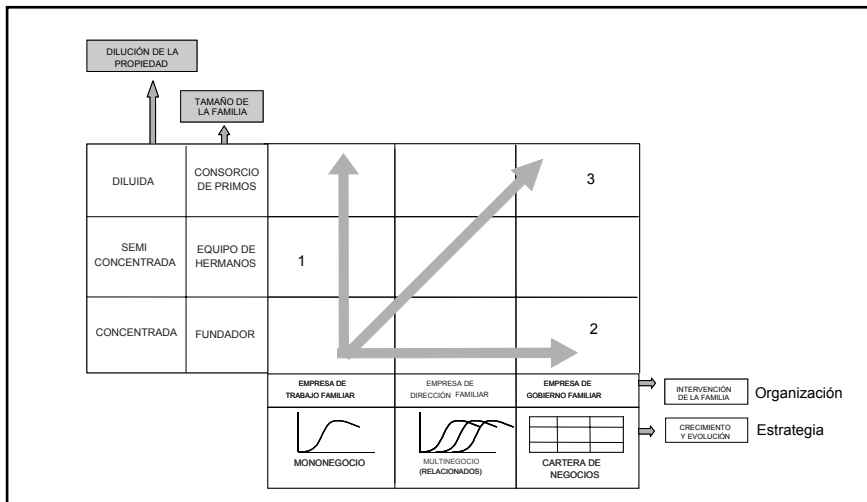 DILUCIÓN DE LA
PROPIEDAD
TAMAÑO DE
LA FAMILIA
DILUIDA
CONSORCIO
DE PRIMOS
3
SEMI
CONCENTRADA
EQUIPO DE
HERMANOS
1
CONCENTRADA
FUNDADOR
2
EMPRESA DE
TRABAJO FAMILIAR
EMPRESA DE
DIRECCIÓN FAMILIAR
EMPRESA DE
GOBIERNO FAMILIAR
INTERVENCIÓN
DE LA FAMILIA
Organización
MONONEGOCIO
MULTINEGOCIO
(RELACIONADOS)
CARTERA DE
NEGOCIOS
CRECIMIENTO
Y EVOLUCIÓN
Estrategia